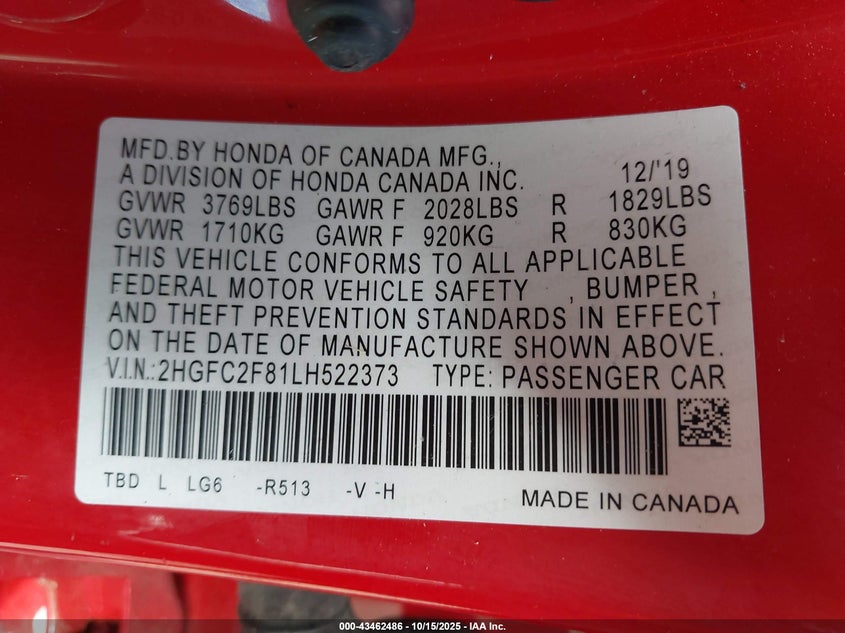 MFD.BY HONDA OF CANADA MFG.,
A DIVISION OF HONDA CANADA INC. 12/'19
GVWR 3769LBS GAWR F 2028LBS R 1829LBS
GVWR 1710KG GAWR F 920KG R 830KG
THIS VEHICLE CONFORMS TO ALL APPLICABLE
FEDERAL MOTOR VEHICLE SAFETY , BUMPER ,
AND THEFT PREVENTION STANDARDS IN EFFECT
ON THE DATE OF MANUFACTURE SHOWN ABOVE.
V.I.N.:2HGFC2F81LH522373 TYPE: PASSENGER CAR
TBD L LG6 -R513 -V -H MADE IN CANADA
000-43462486 - 10/15/2025 - IAA Inc.